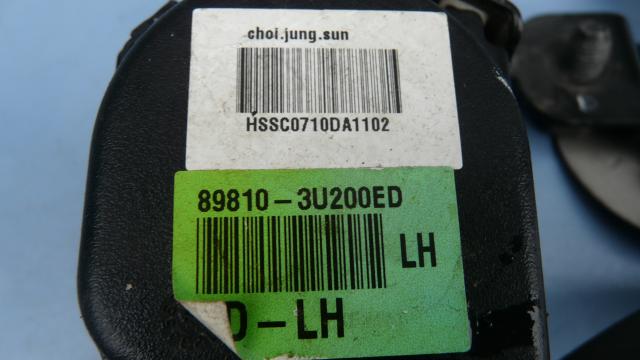 choi.jung.sun
HSSC0710DA1102
89810-3U200ED
LH
D-LH